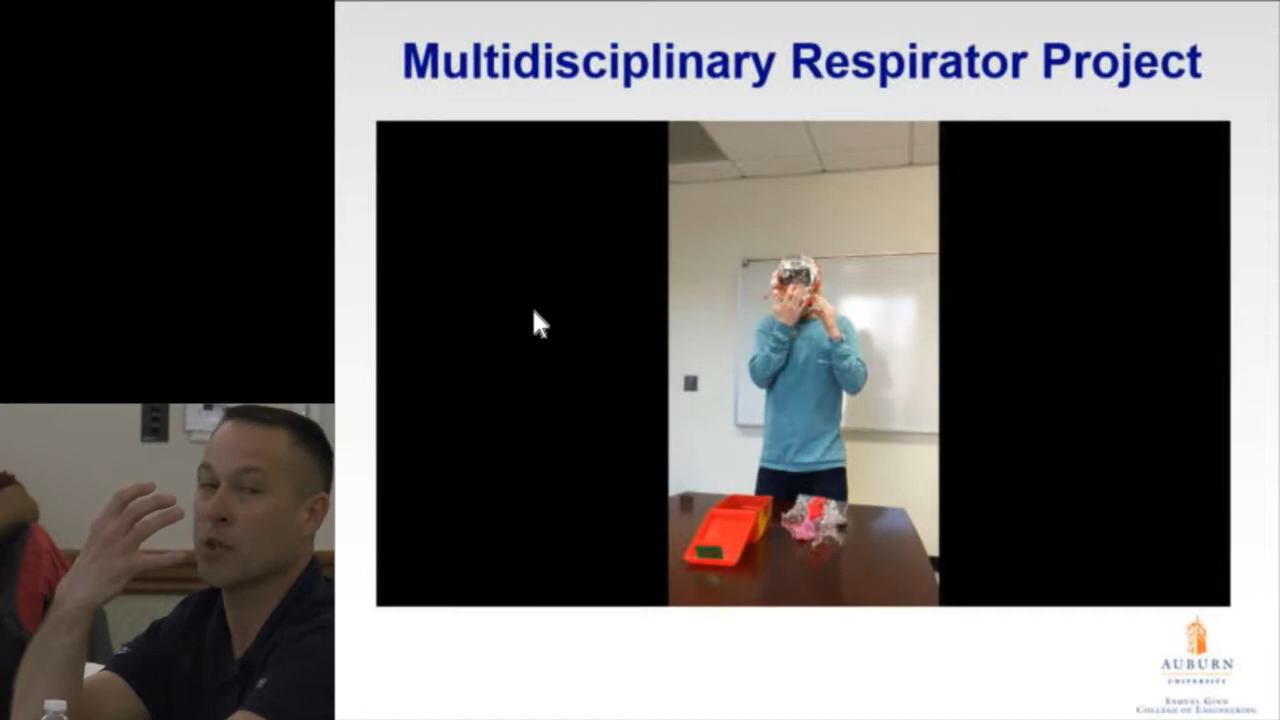 Multidisciplinary Respirator Project
AUBURN
UNIVERSITY
SAMUEL GINN
COLLEGE OF ENGINEERING